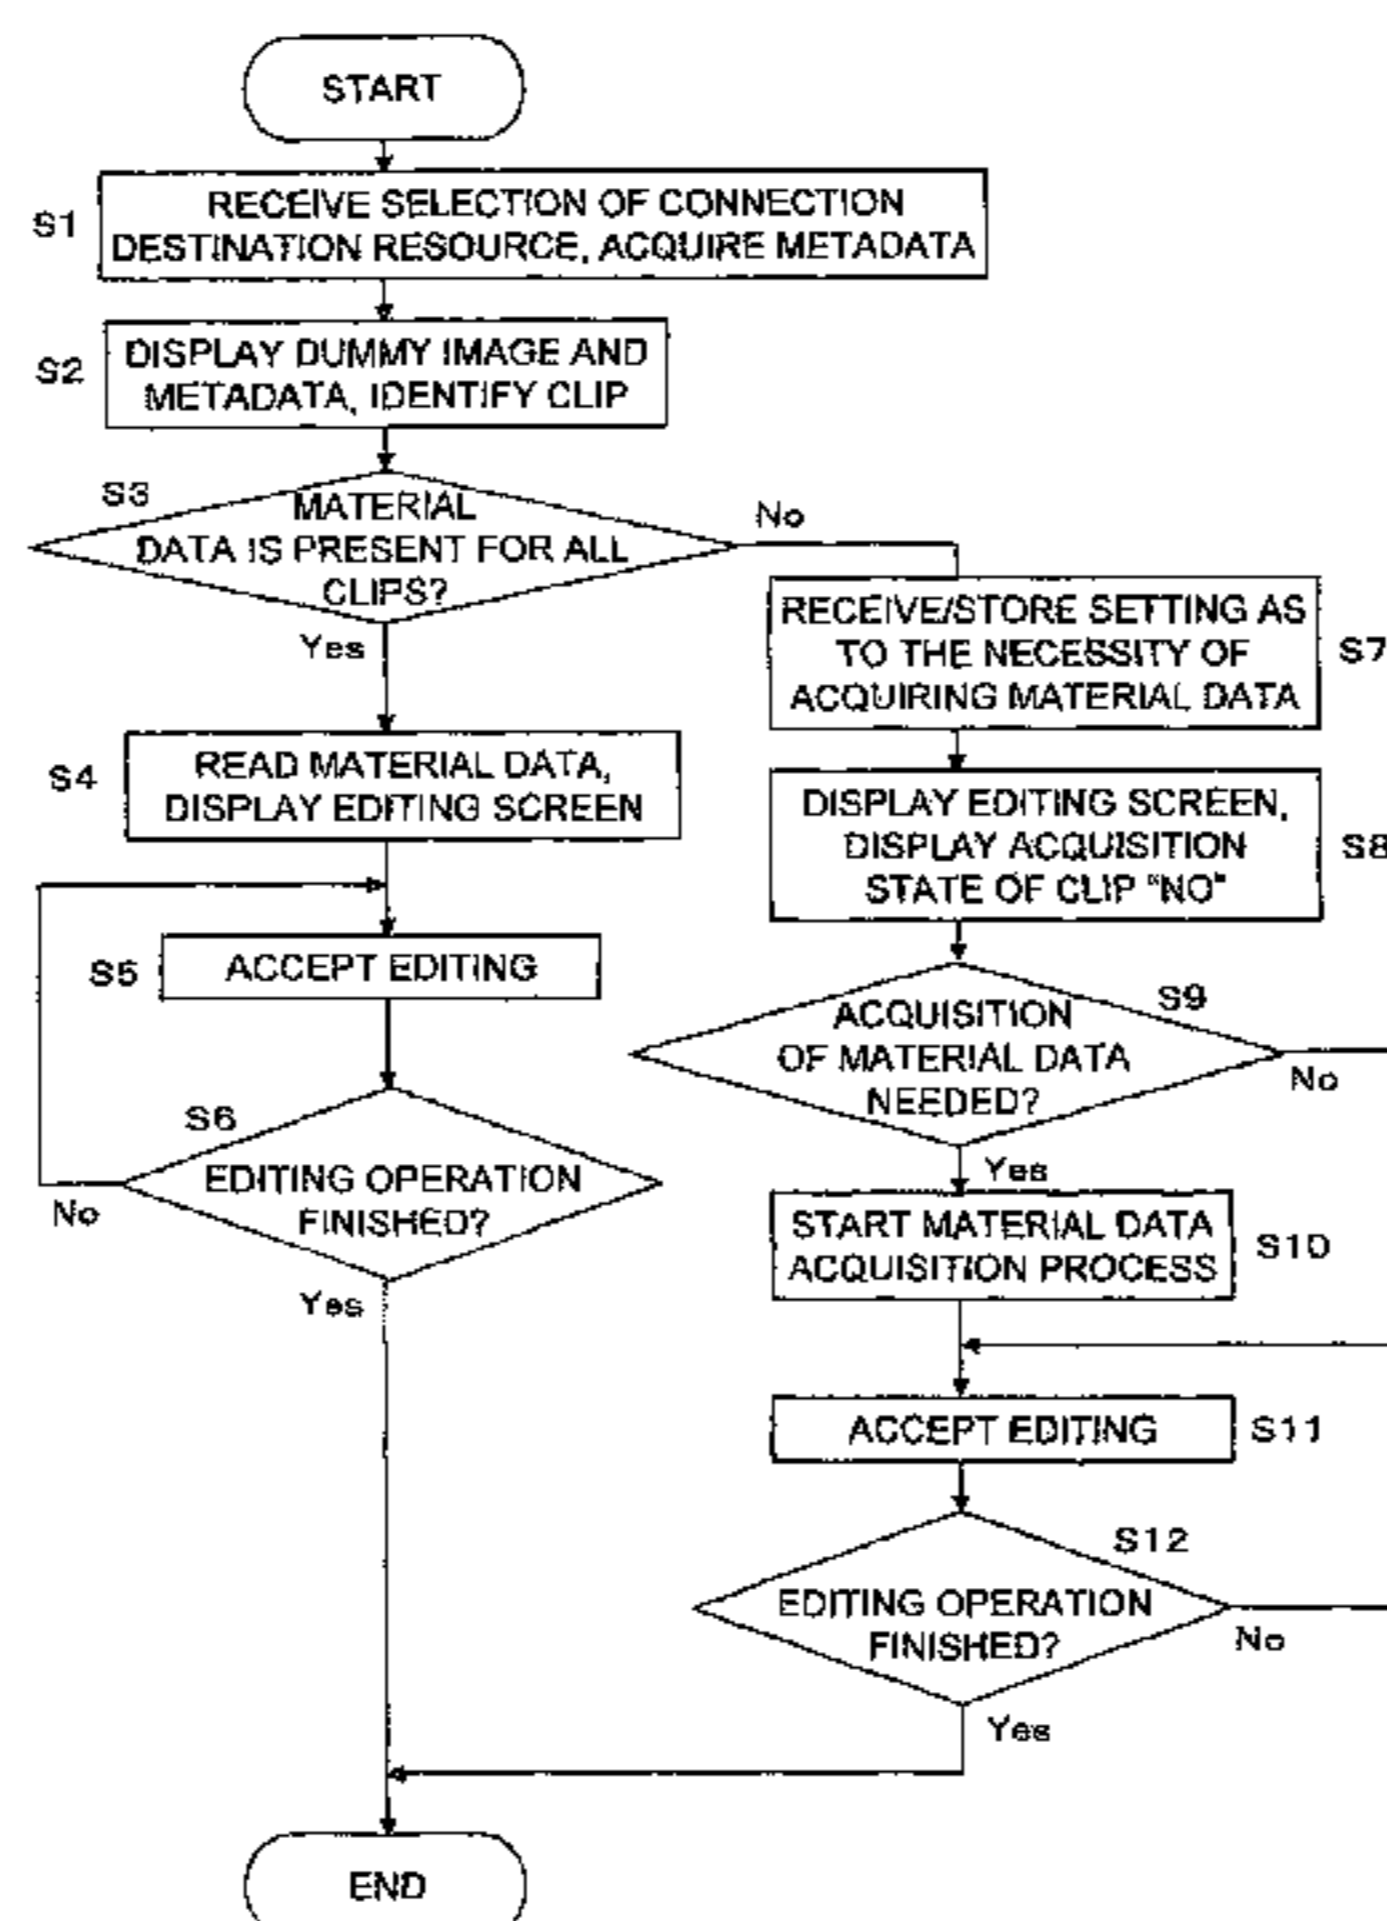 START
S1
RECEIVE SELECTION OF CONNECTION
DESTINATION RESOURCE, ACQUIRE METADATA
S2
DISPLAY DUMMY IMAGE AND
METADATA, IDENTIFY CLIP
S3
MATERIAL
DATA IS PRESENT FOR ALL
CLIPS?
No
Yes
S4
READ MATERIAL DATA,
DISPLAY EDITING SCREEN
S5
ACCEPT EDITING
S6
EDITING OPERATION
FINISHED?
No
Yes
RECEIVE/STORE SETTING AS
TO THE NECESSITY OF
ACQUIRING MATERIAL DATA
S7
DISPLAY EDITING SCREEN,
DISPLAY ACQUISITION
STATE OF CLIP "NO"
S8
S9
ACQUISITION
OF MATERIAL DATA
NEEDED?
No
Yes
START MATERIAL DATA
ACQUISITION PROCESS
S10
ACCEPT EDITING
S11
S12
EDITING OPERATION
FINISHED?
No
Yes
END